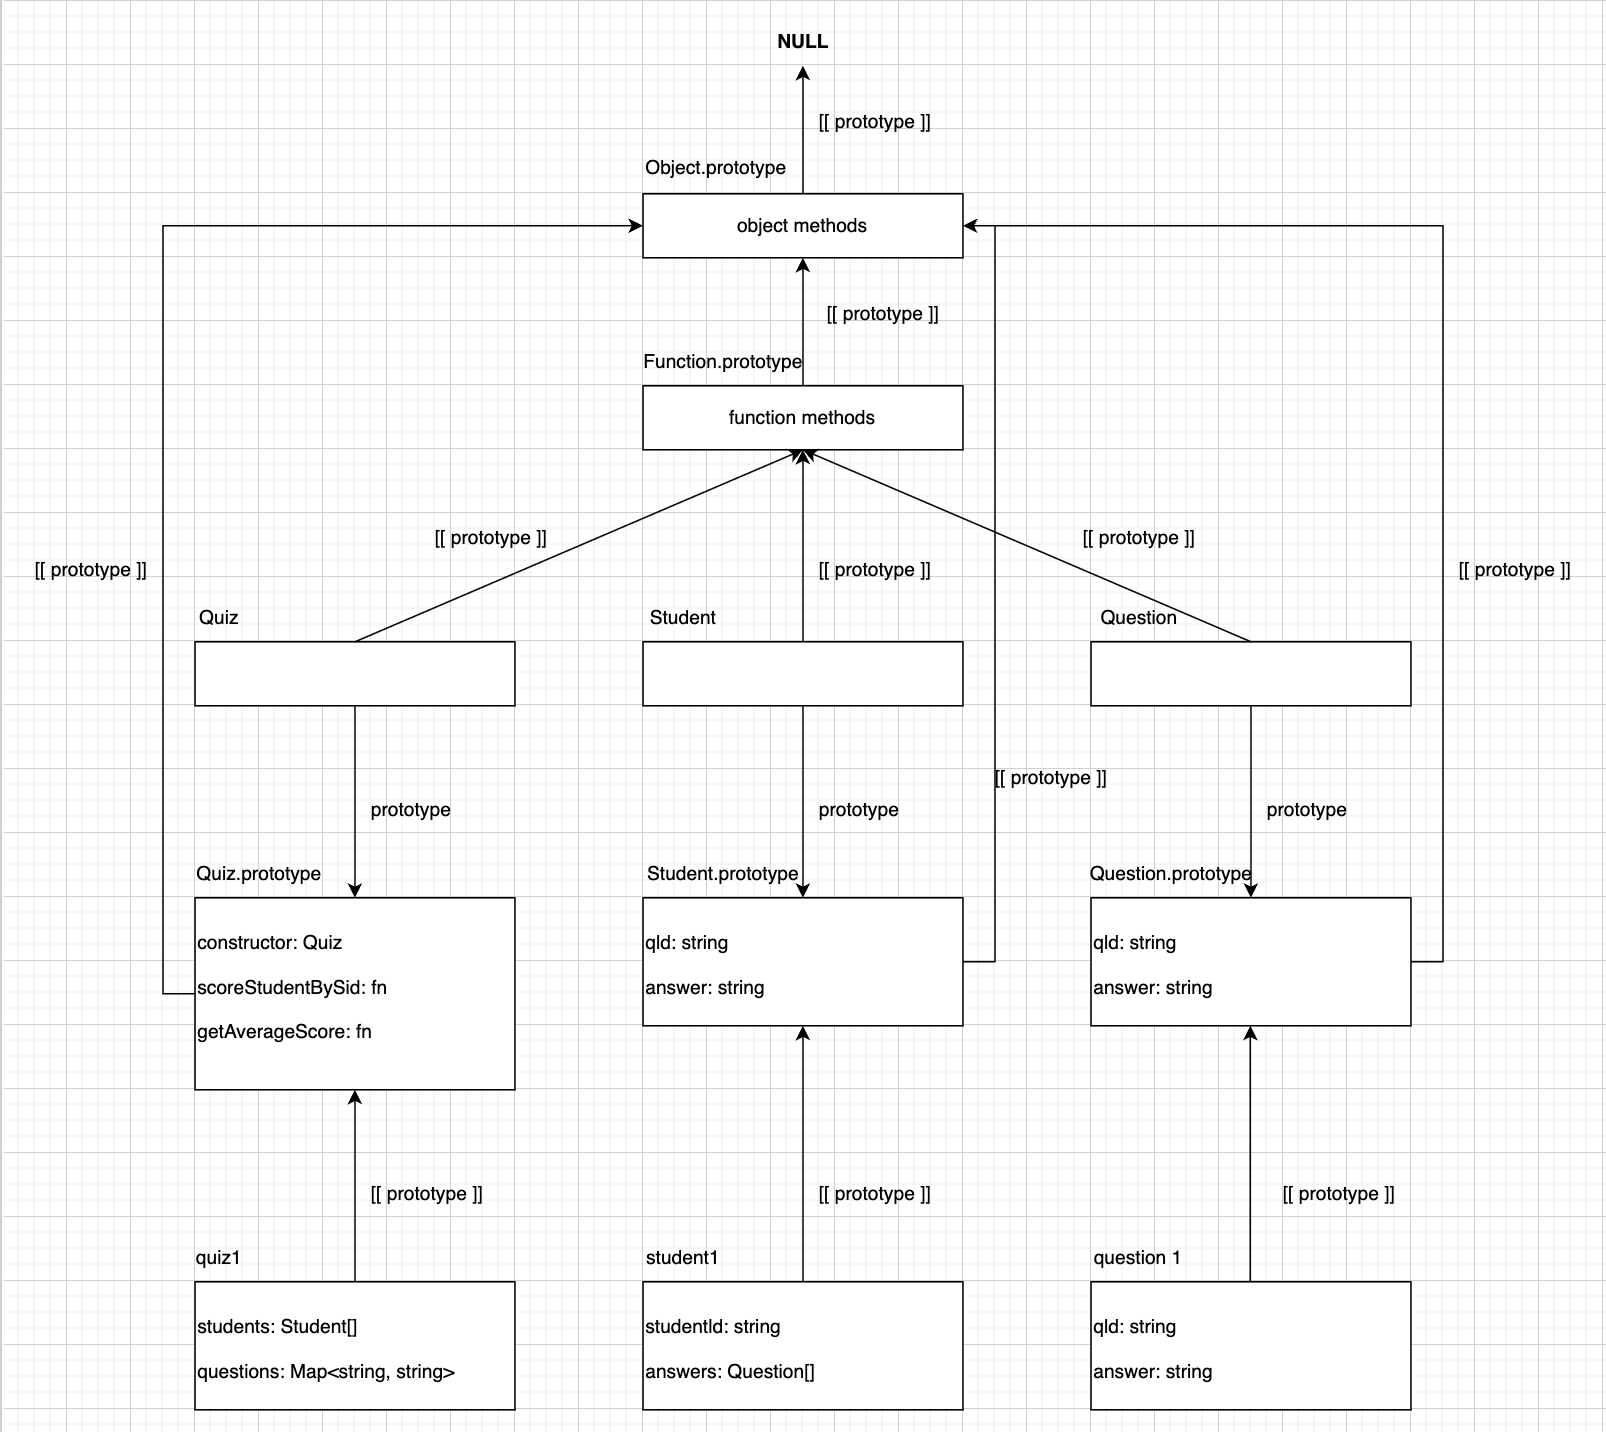 NULL
[[ prototype ]]
Object.prototype
object methods
[[ prototype ]]
Function.prototype
function methods
[[ prototype ]]
[[ prototype ]]
[[ prototype ]]
[[ prototype ]]
[[ prototype ]]
Quiz
Student
Question
[[ prototype ]]
prototype
prototype
prototype
Quiz.prototype
Student.prototype
Question.prototype
constructor: Quiz
scoreStudentBySid: fn
getAverageScore: fn
qId: string
answer: string
qId: string
answer: string
[[ prototype ]]
[[ prototype ]]
[[ prototype ]]
quiz1
student1
question 1
students: Student[]
questions: Map<string, string>
studentId: string
answers: Question[]
qId: string
answer: string